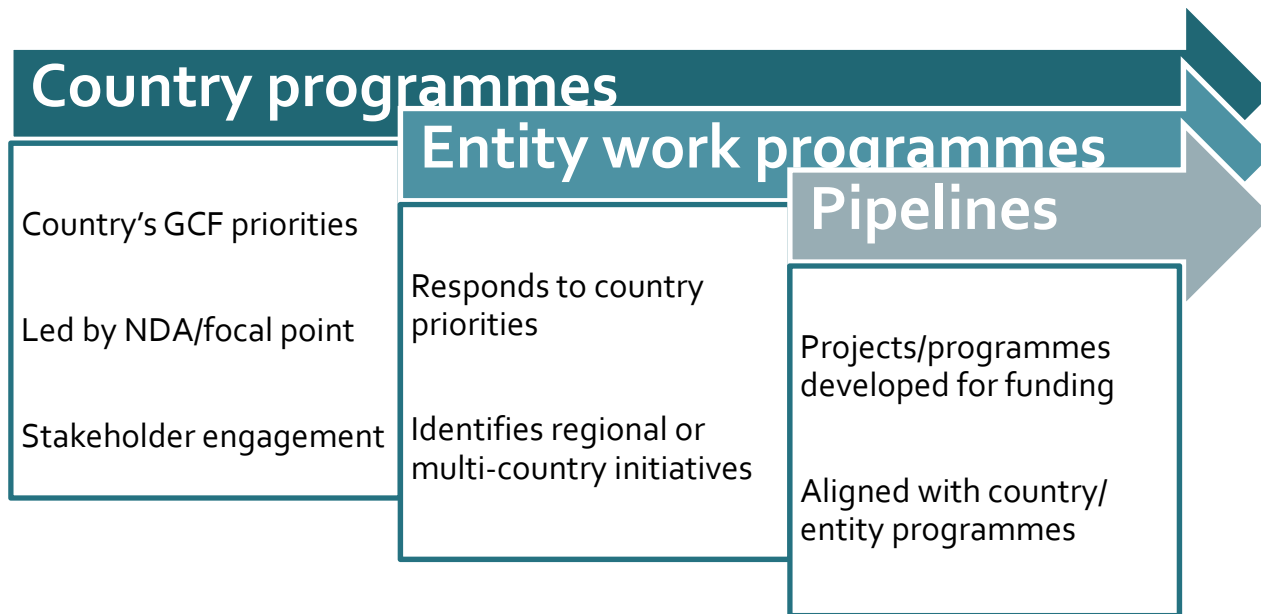 Country programmes
Country's GCF priorities
Led by NDA/focal point
Stakeholder engagement
Entity work programmes
Responds to country
priorities
Identifies regional or
multi-country initiatives
Pipelines
Projects/programmes
developed for funding
Aligned with country/
entity programmes